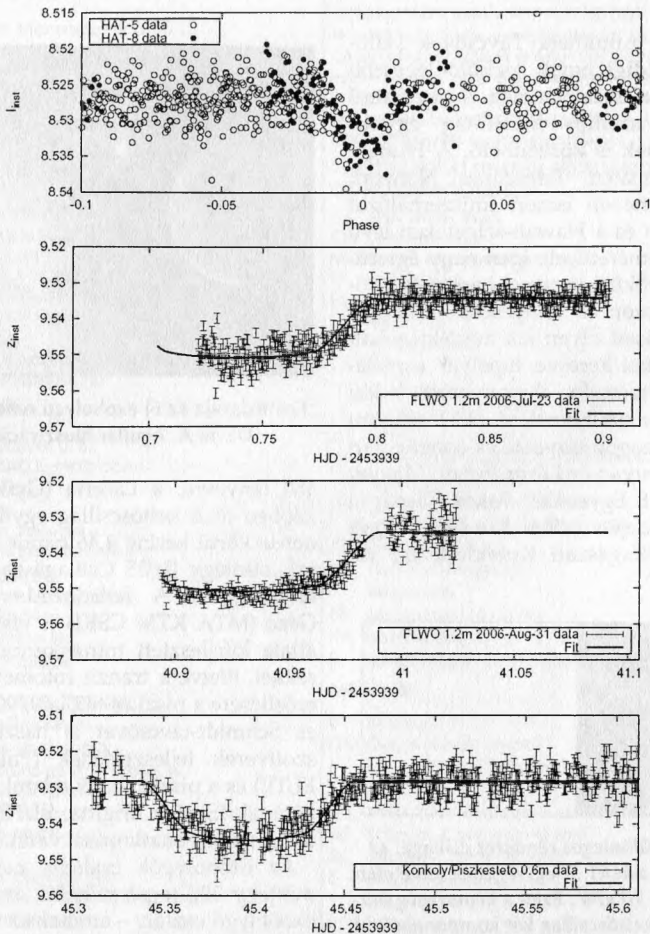 HAT-5 data
HAT-8 data
8.515
8.52
8.525
8.53
8.535
8.54
I inst
-0.1
-0.05
0
0.05
0.1
Phase
9.52
9.53
9.54
9.55
9.56
9.57
z inst
FLWO 1.2m 2006-Jul-23 data
Fit
0.7
0.75
0.8
0.85
0.9
HJD - 2453939
9.52
9.53
9.54
9.55
9.56
9.57
z inst
FLWO 1.2m 2006-Aug-31 data
Fit
40.9
40.95
41
41.05
41.1
HJD - 2453939
9.51
9.52
9.53
9.54
9.55
9.56
z inst
Konkoly/Piszkesteto 0.6m data
Fit
45.3
45.35
45.4
45.45
45.5
45.55
45.6
HJD - 2453939